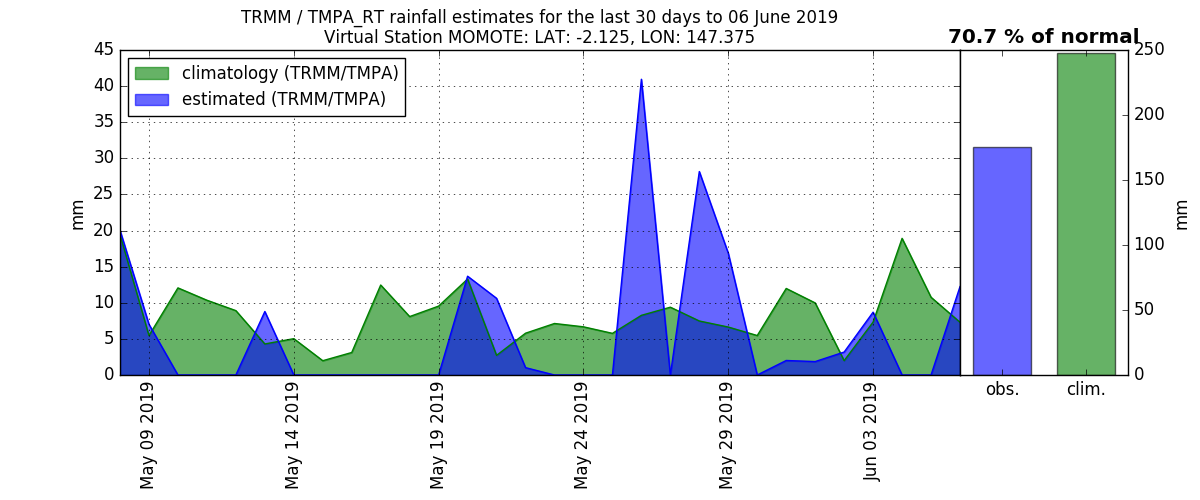 TRMM / TMPA_RT rainfall estimates for the last 30 days to 06 June 2019
Virtual Station MOMOTE: LAT: -2.125, LON: 147.375
70.7 % of normal
climatology (TRMM/TMPA)
estimated (TRMM/TMPA)
mm
45
40
35
30
25
20
15
10
5
0
May 09 2019
May 14 2019
May 19 2019
May 24 2019
May 29 2019
Jun 03 2019
obs.
clim.
250
200
150
100
50
0
mm